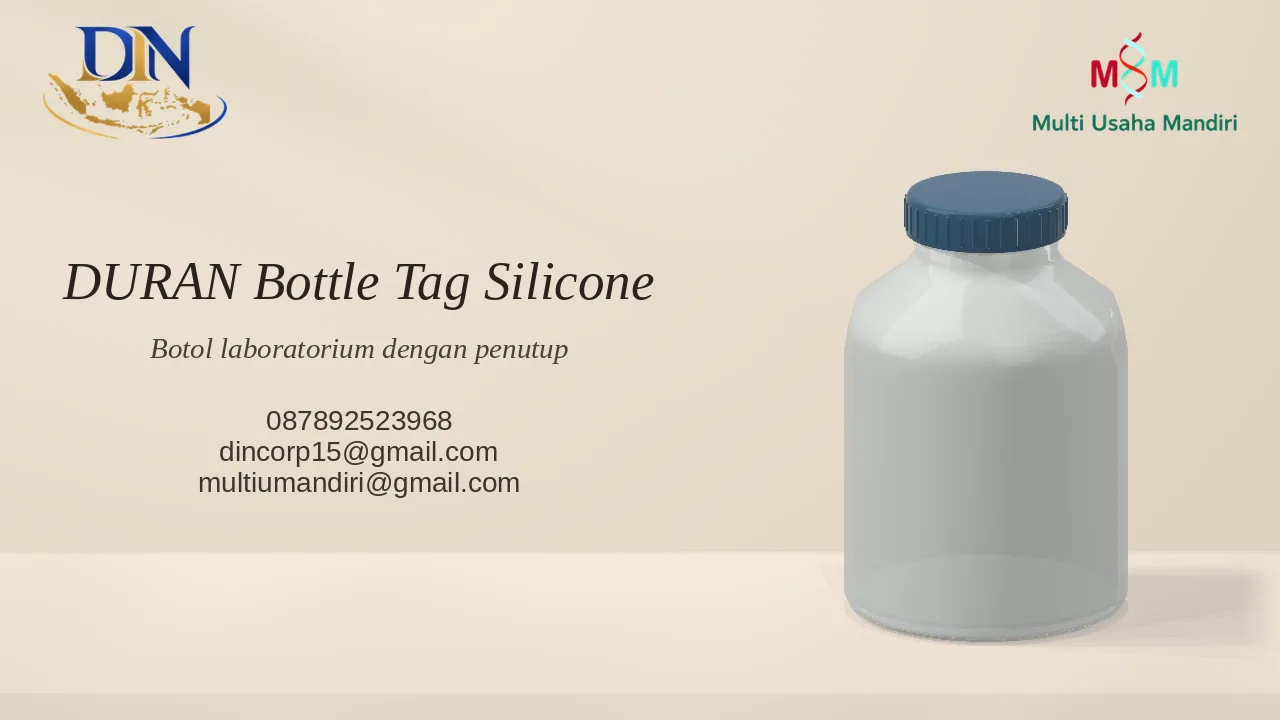 DIN
MSM
Multi Usaha Mandiri
DURAN Bottle Tag Silicone
Botol laboratorium dengan penutup
087892523968
dincorp15@gmail.com
multiumandiri@gmail.com